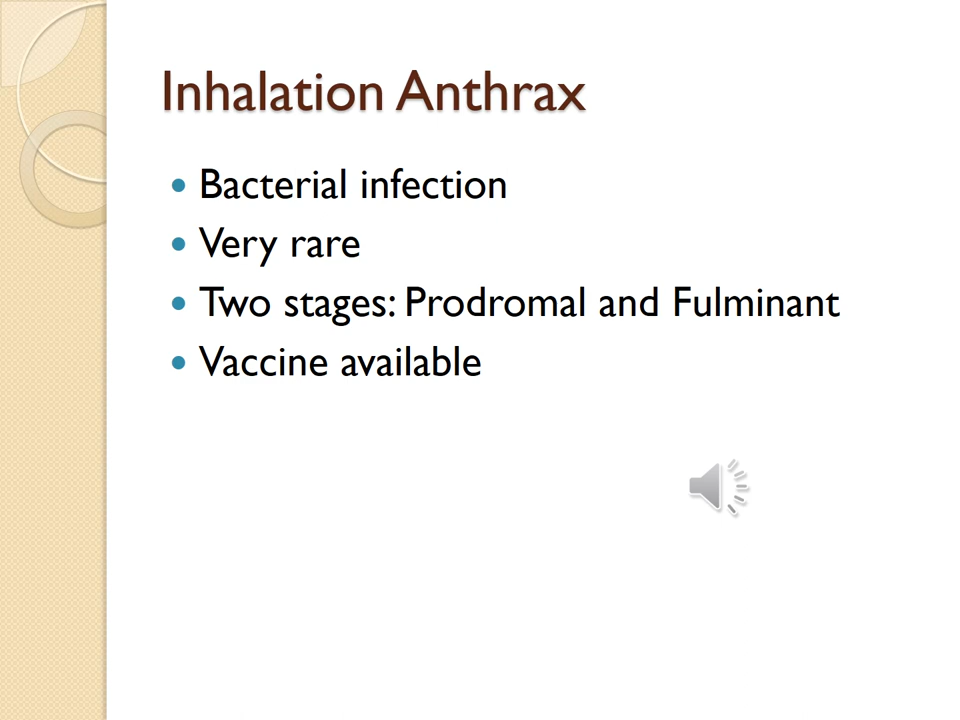 Inhalation Anthrax
• Bacterial infection
• Very rare
• Two stages: Prodromal and Fulminant
• Vaccine available